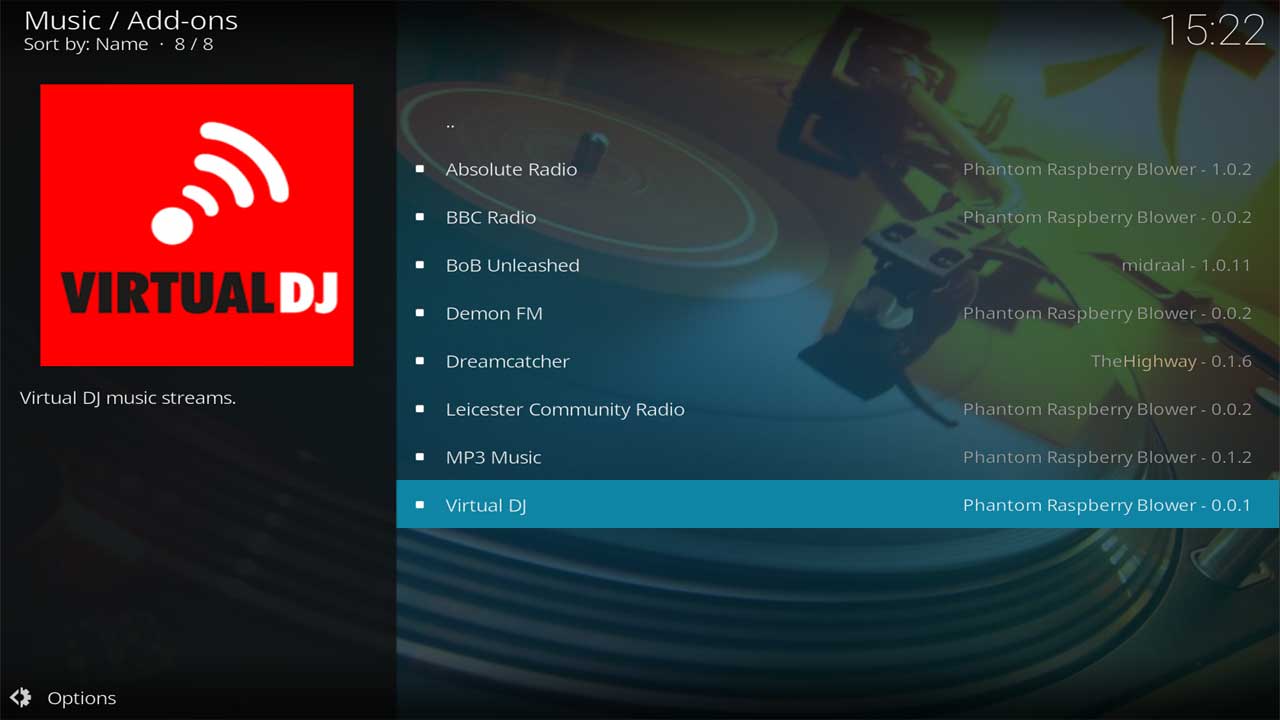 Music / Add-ons
Sort by: Name · 8 / 8
15:22
VIRTUAL DJ
Virtual DJ music streams.
..
Absolute Radio Phantom Raspberry Blower - 1.0.2
BBC Radio Phantom Raspberry Blower - 0.0.2
BoB Unleashed midraal - 1.0.11
Demon FM Phantom Raspberry Blower - 0.0.2
Dreamcatcher TheHighway - 0.1.6
Leicester Community Radio Phantom Raspberry Blower - 0.0.2
MP3 Music Phantom Raspberry Blower - 0.1.2
Virtual DJ Phantom Raspberry Blower - 0.0.1
Options